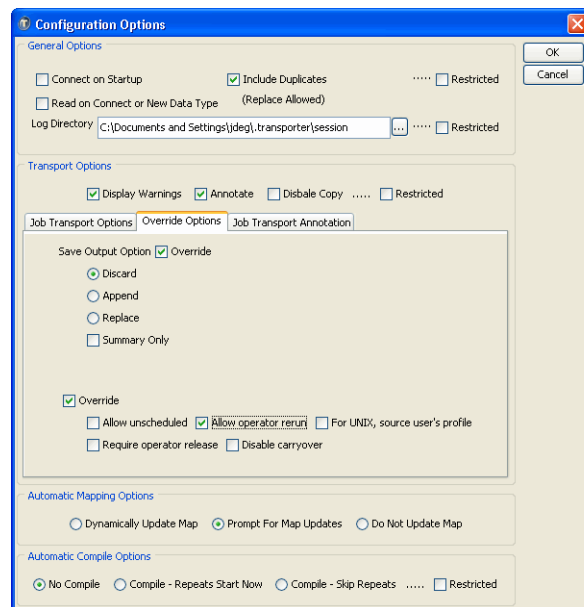 Configuration Options
General Options
OK
Connect on Startup Include Duplicates ..... Restricted
Cancel
Read on Connect or New Data Type (Replace Allowed)
Log Directory C:\Documents and Settings\jdeg\.transporter\session ... ..... Restricted
Transport Options
Display Warnings Annotate Disbale Copy ..... Restricted
Job Transport Options Override Options Job Transport Annotation
Save Output Option Override
Discard
Append
Replace
Summary Only
Override
Allow unscheduled Allow operator rerun For UNIX, source user's profile
Require operator release Disable carryover
Automatic Mapping Options
Dynamically Update Map Prompt For Map Updates Do Not Update Map
Automatic Compile Options
No Compile Compile - Repeats Start Now Compile - Skip Repeats ..... Restricted